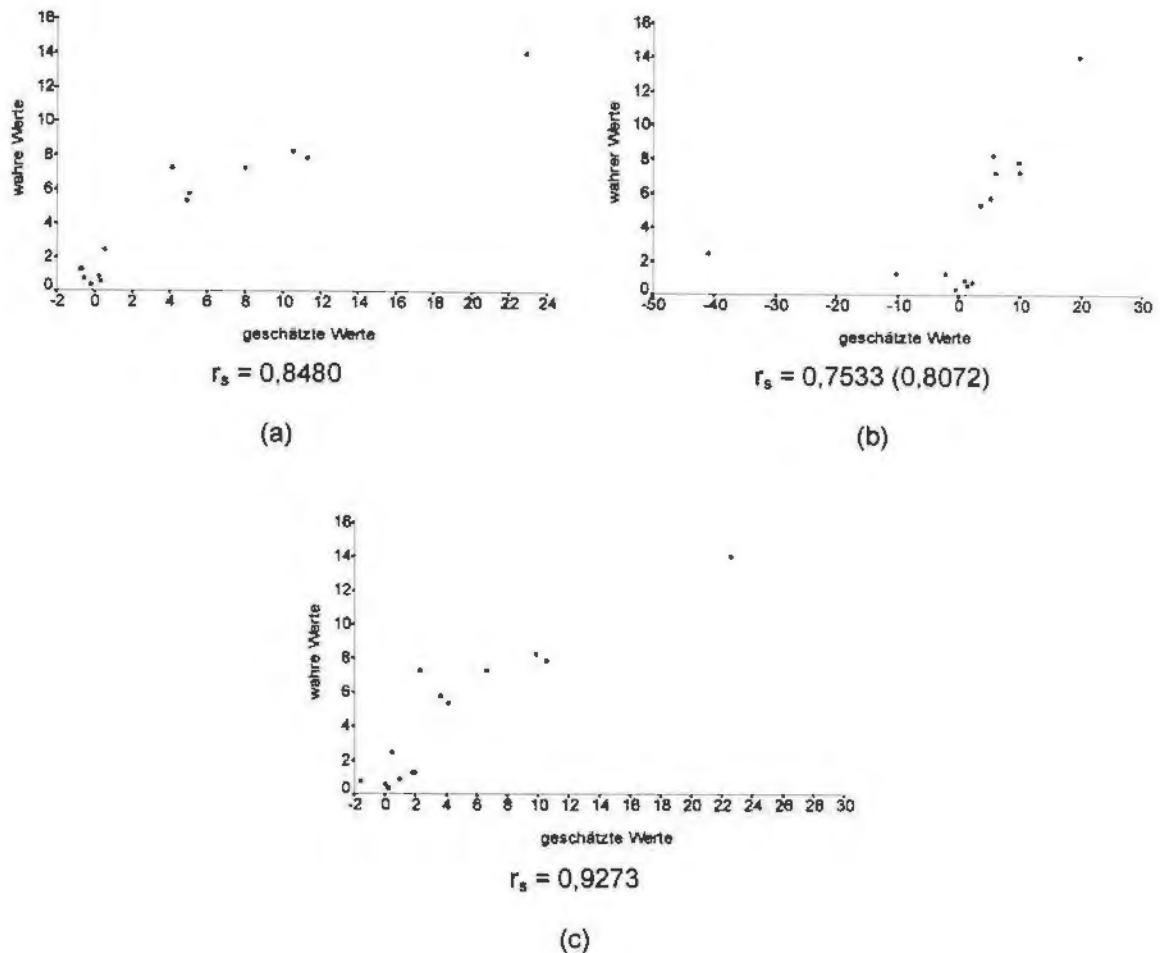 16
14
12
10
8
6
4
2
0
wahre Werte
-2 0 2 4 6 8 10 12 14 16 18 20 22 24
geschätzte Werte
rₛ = 0,8480
(a)
16
14
12
10
8
6
4
2
0
wahrer Werte
-50 -40 -30 -20 -10 0 10 20 30
geschätzte Werte
rₛ = 0,7533 (0,8072)
(b)
16
14
12
10
8
6
4
2
0
wahre Werte
-2 0 2 4 6 8 10 12 14 16 18 20 22 24 26 28 30
geschätzte Werte
rₛ = 0,9273
(c)